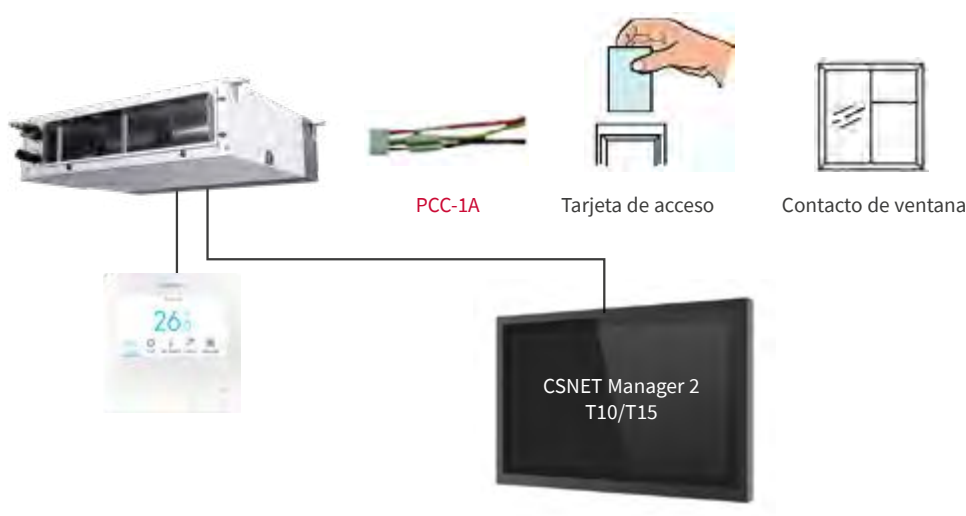 PCC-1A
Tarjeta de acceso
Contacto de ventana
26
CSNET Manager 2
T10/T15